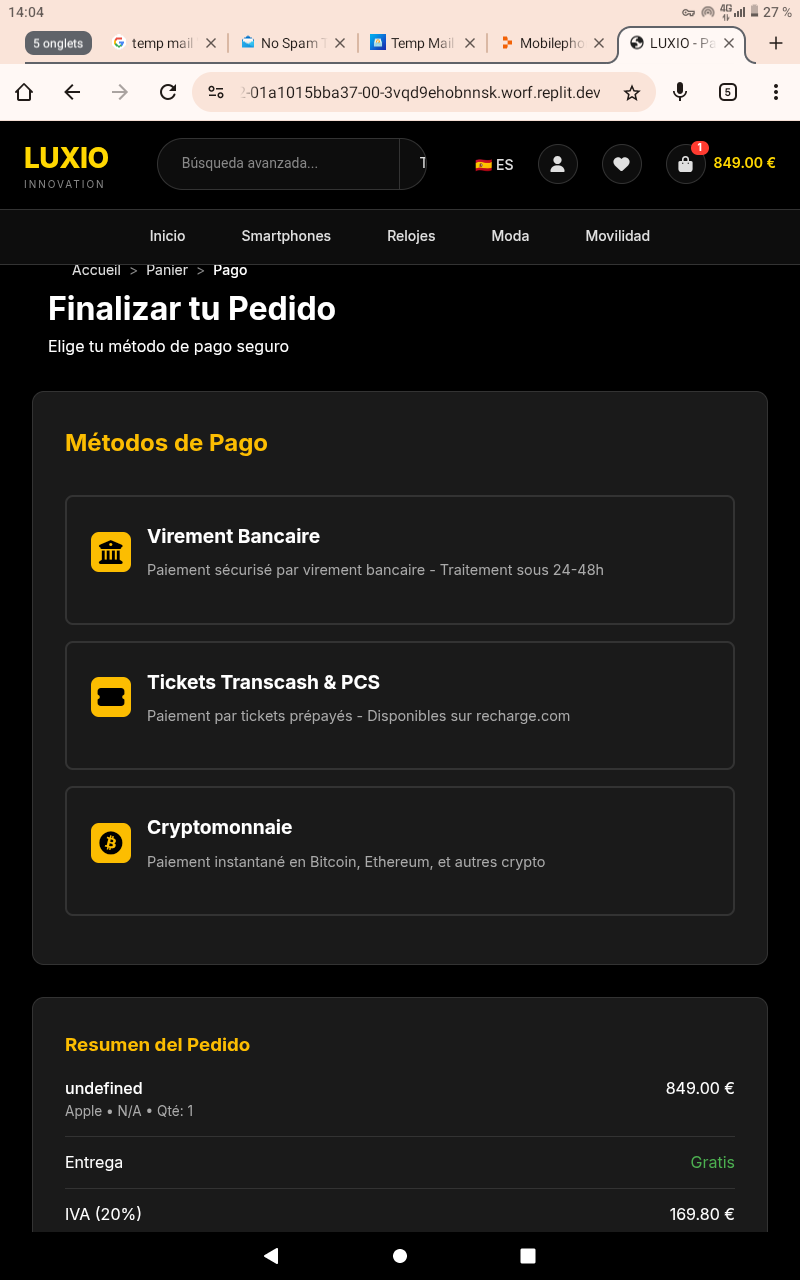 14:04
4G
27 %
5 onglets
temp mail
No Spam
Temp Mail
Mobilepho
LUXIO - Pa
-01a1015bba37-00-3vqd9ehobnnsk.worf.replit.dev
5
LUXIO
INNOVATION
Búsqueda avanzada...
T
ES
1
849.00 €
Inicio
Smartphones
Relojes
Moda
Movilidad
Accueil > Panier > Pago
Finalizar tu Pedido
Elige tu método de pago seguro
Métodos de Pago
Virement Bancaire
Paiement sécurisé par virement bancaire - Traitement sous 24-48h
Tickets Transcash & PCS
Paiement par tickets prépayés - Disponibles sur recharge.com
Cryptomonnaie
Paiement instantané en Bitcoin, Ethereum, et autres crypto
Resumen del Pedido
undefined
849.00 €
Apple • N/A • Qté: 1
Entrega
Gratis
IVA (20%)
169.80 €